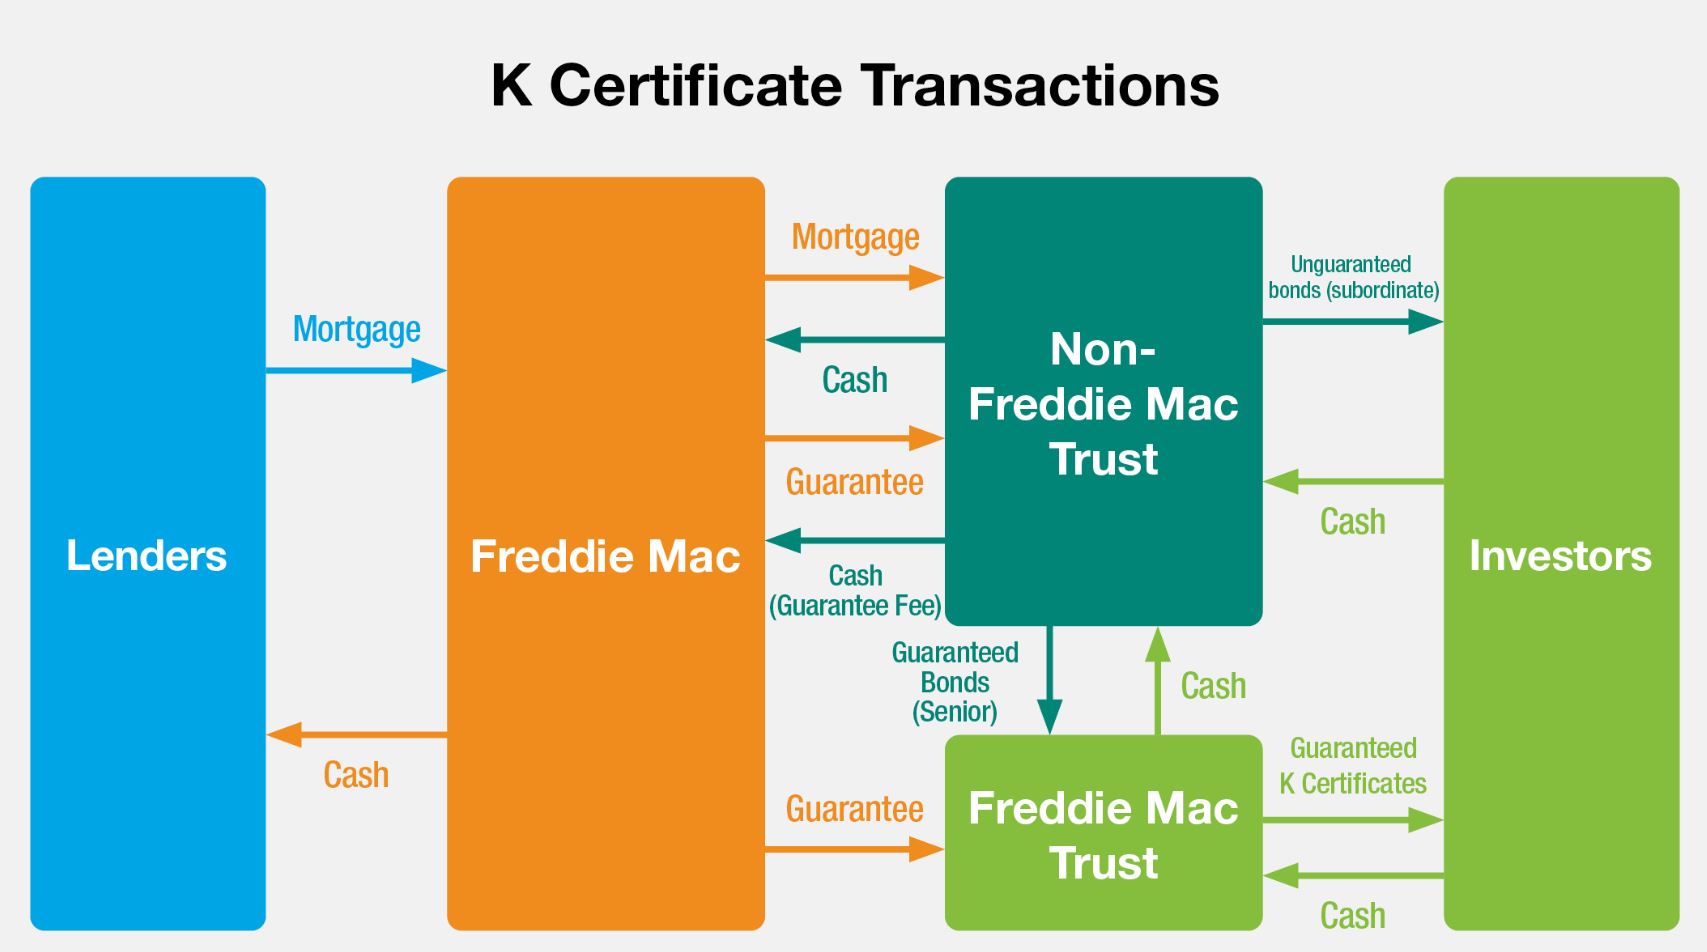 K Certificate Transactions
Lenders
Mortgage
Cash
Freddie Mac
Mortgage
Cash
Guarantee
Cash
(Guarantee Fee)
Guarantee
Non-
Freddie Mac
Trust
Guaranteed
Bonds
(Senior)
Cash
Freddie Mac
Trust
Unguaranteed
bonds (subordinate)
Cash
Guaranteed
K Certificates
Cash
Investors